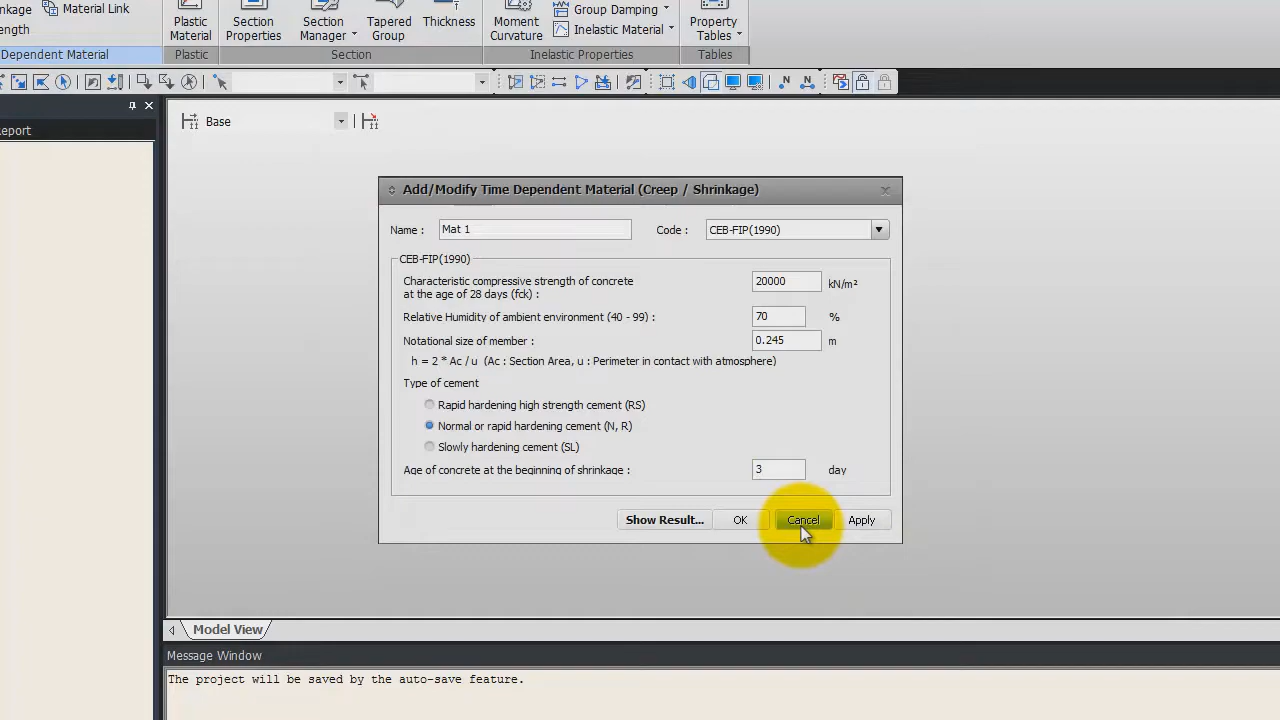 nkage Material Link
ength
Dependent Material
Plastic Material
Plastic
Section Properties
Section Manager
Tapered Group
Thickness
Section
Moment Curvature
Group Damping
Inelastic Material
Inelastic Properties
Property Tables
Tables
N N
eport
Base
Add/Modify Time Dependent Material (Creep / Shrinkage)
Name : Mat 1 Code : CEB-FIP(1990)
CEB-FIP(1990)
Characteristic compressive strength of concrete
at the age of 28 days (fck) : 20000 kN/m²
Relative Humidity of ambient environment (40 - 99) : 70 %
Notational size of member : 0.245 m
h = 2 * Ac / u (Ac : Section Area, u : Perimeter in contact with atmosphere)
Type of cement
Rapid hardening high strength cement (RS)
Normal or rapid hardening cement (N, R)
Slowly hardening cement (SL)
Age of concrete at the beginning of shrinkage : 3 day
Show Result... OK Cancel Apply
Model View
Message Window
The project will be saved by the auto-save feature.